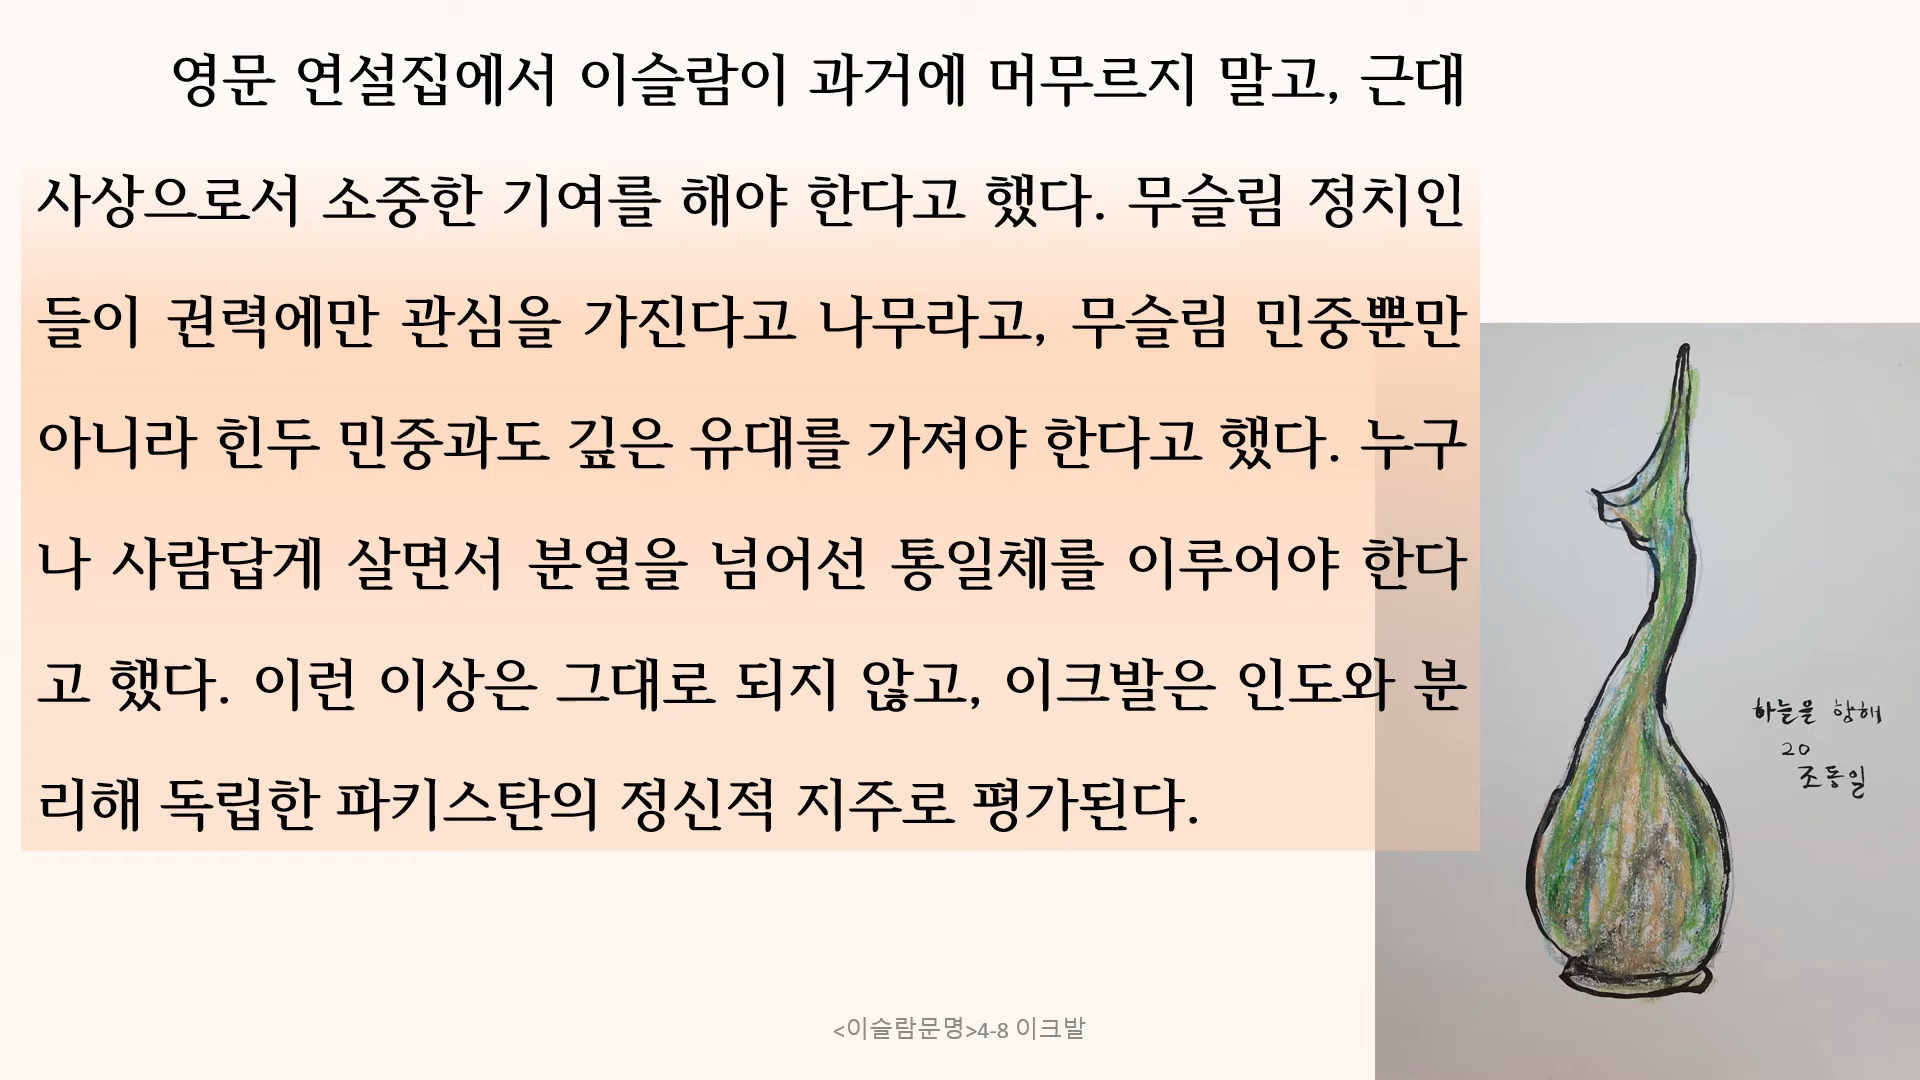 영문 연설집에서 이슬람이 과거에 머무르지 말고, 근대
사상으로서 소중한 기여를 해야 한다고 했다. 무슬림 정치인
들이 권력에만 관심을 가진다고 나무라고, 무슬림 민중뿐만
아니라 힌두 민중과도 깊은 유대를 가져야 한다고 했다. 누구
나 사람답게 살면서 분열을 넘어선 통일체를 이루어야 한다
고 했다. 이런 이상은 그대로 되지 않고, 이크발은 인도와 분
리해 독립한 파키스탄의 정신적 지주로 평가된다.
하늘을 향해
20
조동일
<이슬람문명>4-8 이크발